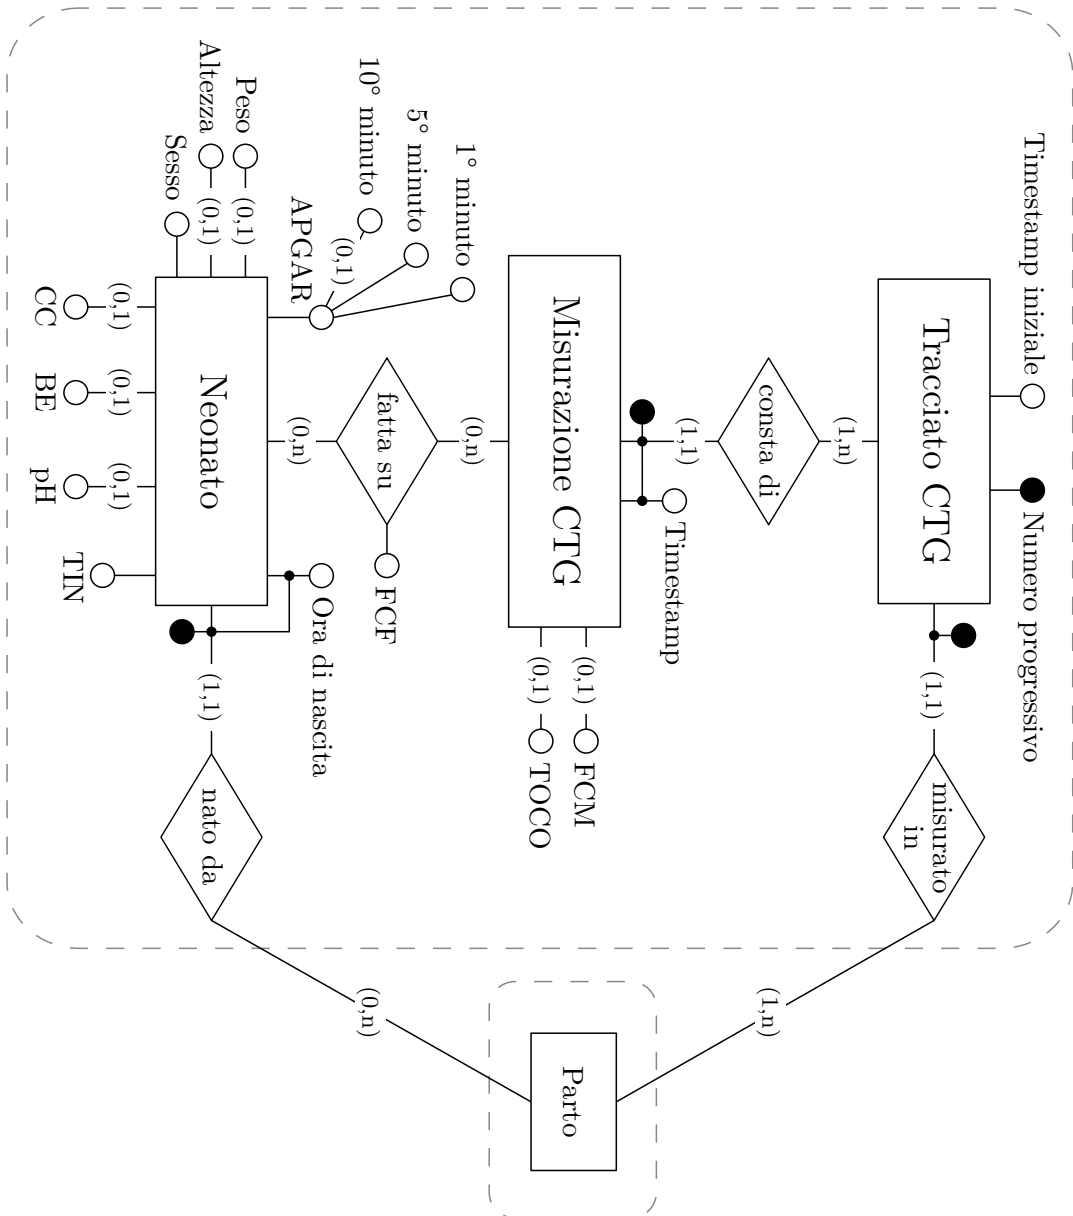 Timestamp iniziale
Numero progressivo
Tracciato CTG
(1,1)
misurato
in
(1,n)
(1,n)
consta di
(1,1)
Timestamp
Misurazione CTG
(0,1)
FCM
(0,1)
TOCO
(0,n)
fatta su
FCF
(0,n)
1° minuto
5° minuto
10° minuto
(0,1)
APGAR
Ora di nascita
Peso
(0,1)
Altezza
(0,1)
Sesso
Neonato
(1,1)
nato da
(0,n)
Parto
(0,1)
CC
(0,1)
BE
(0,1)
pH
TIN